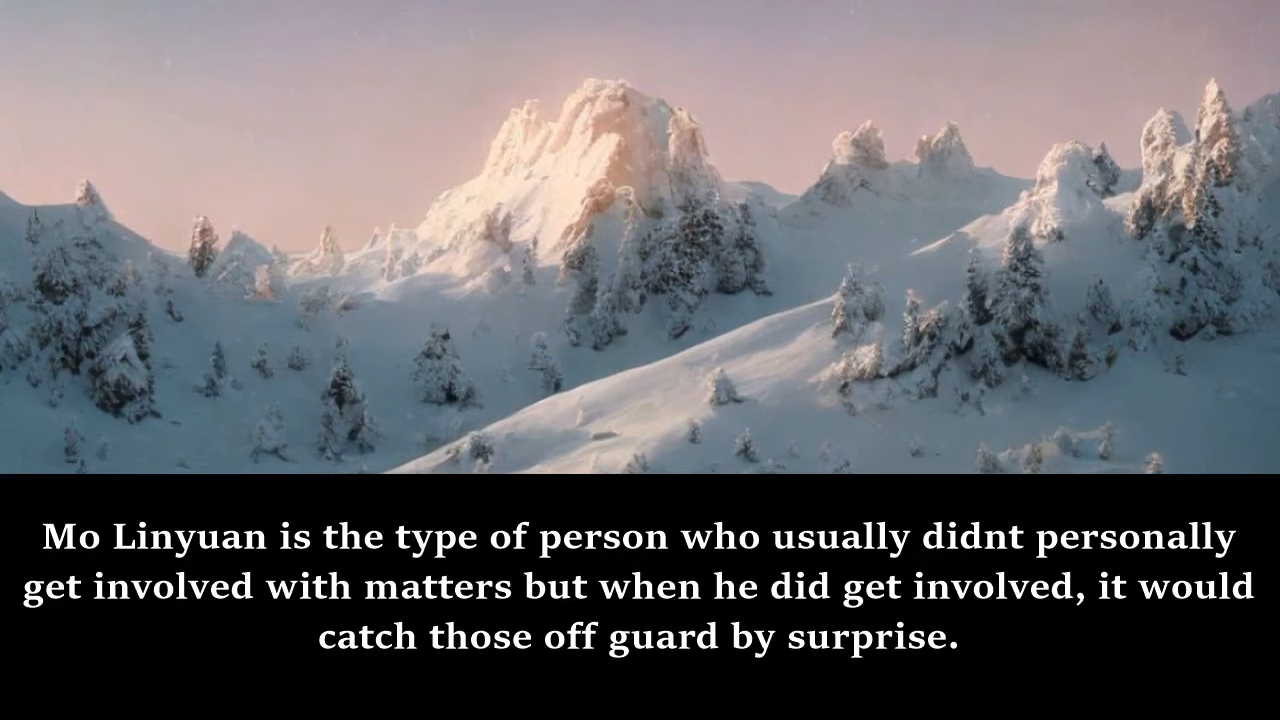 Mo Linyuan is the type of person who usually didnt personally
get involved with matters but when he did get involved, it would
catch those off guard by surprise.